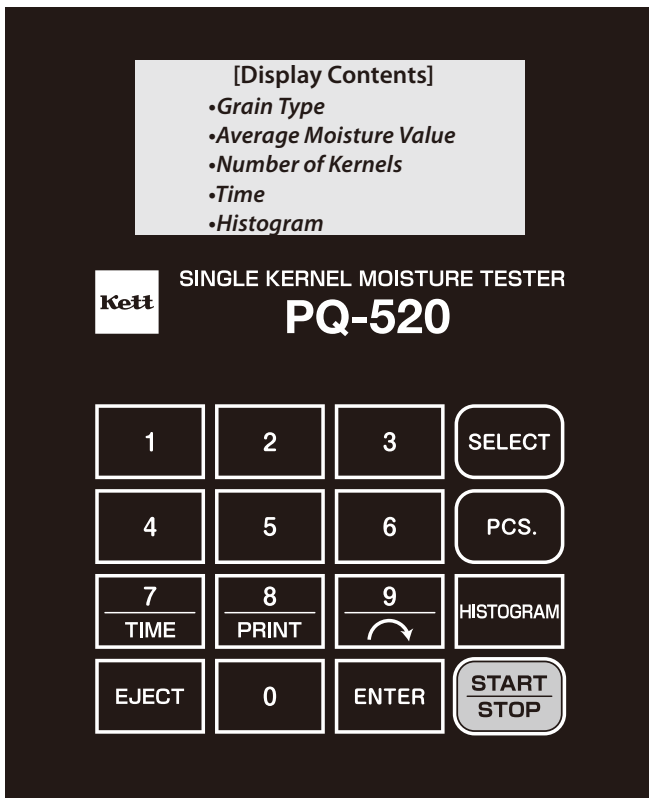 [Display Contents]
•Grain Type
•Average Moisture Value
•Number of Kernels
•Time
•Histogram
Kett
SINGLE KERNEL MOISTURE TESTER
PQ-520
1 2 3 SELECT
4 5 6 PCS.
7 8 9 HISTOGRAM
TIME PRINT
EJECT 0 ENTER START
STOP